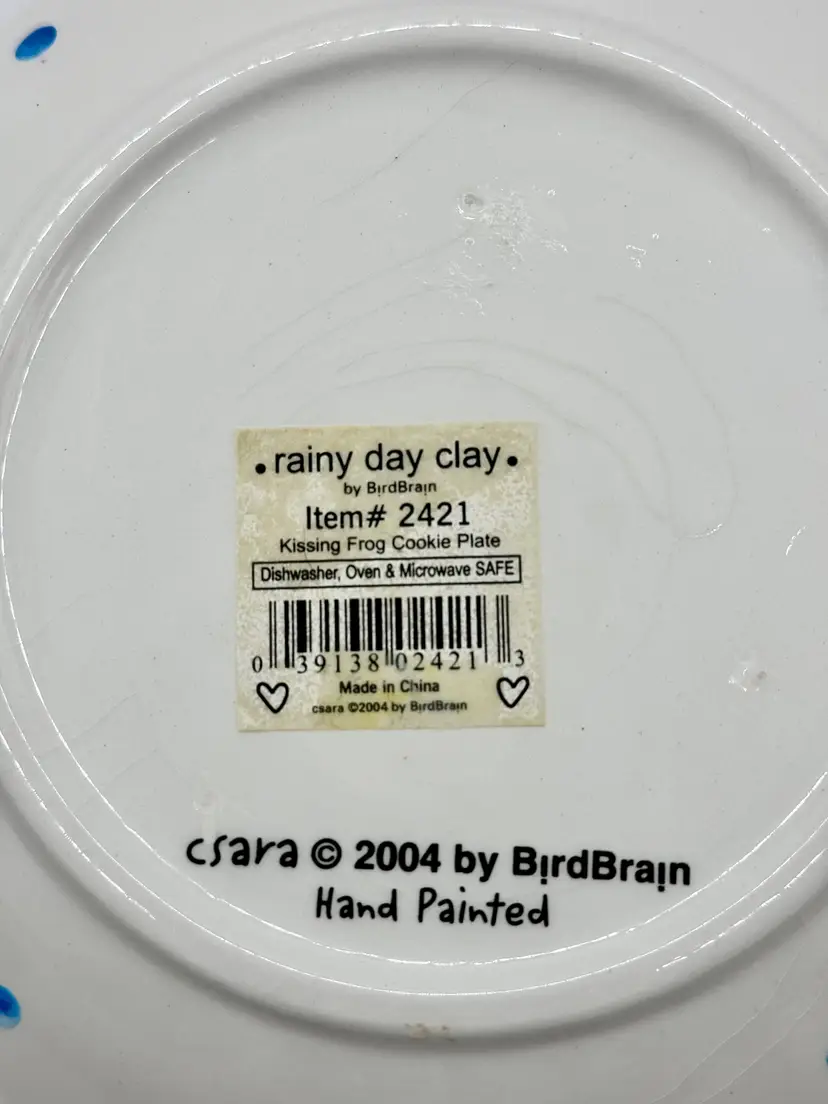 • rainy day clay •
by BirdBrain
Item# 2421
Kissing Frog Cookie Plate
Dishwasher, Oven & Microwave SAFE
0 39138 02421 3
Made in China
csara ©2004 by BirdBrain
csara © 2004 by BirdBrain
Hand Painted